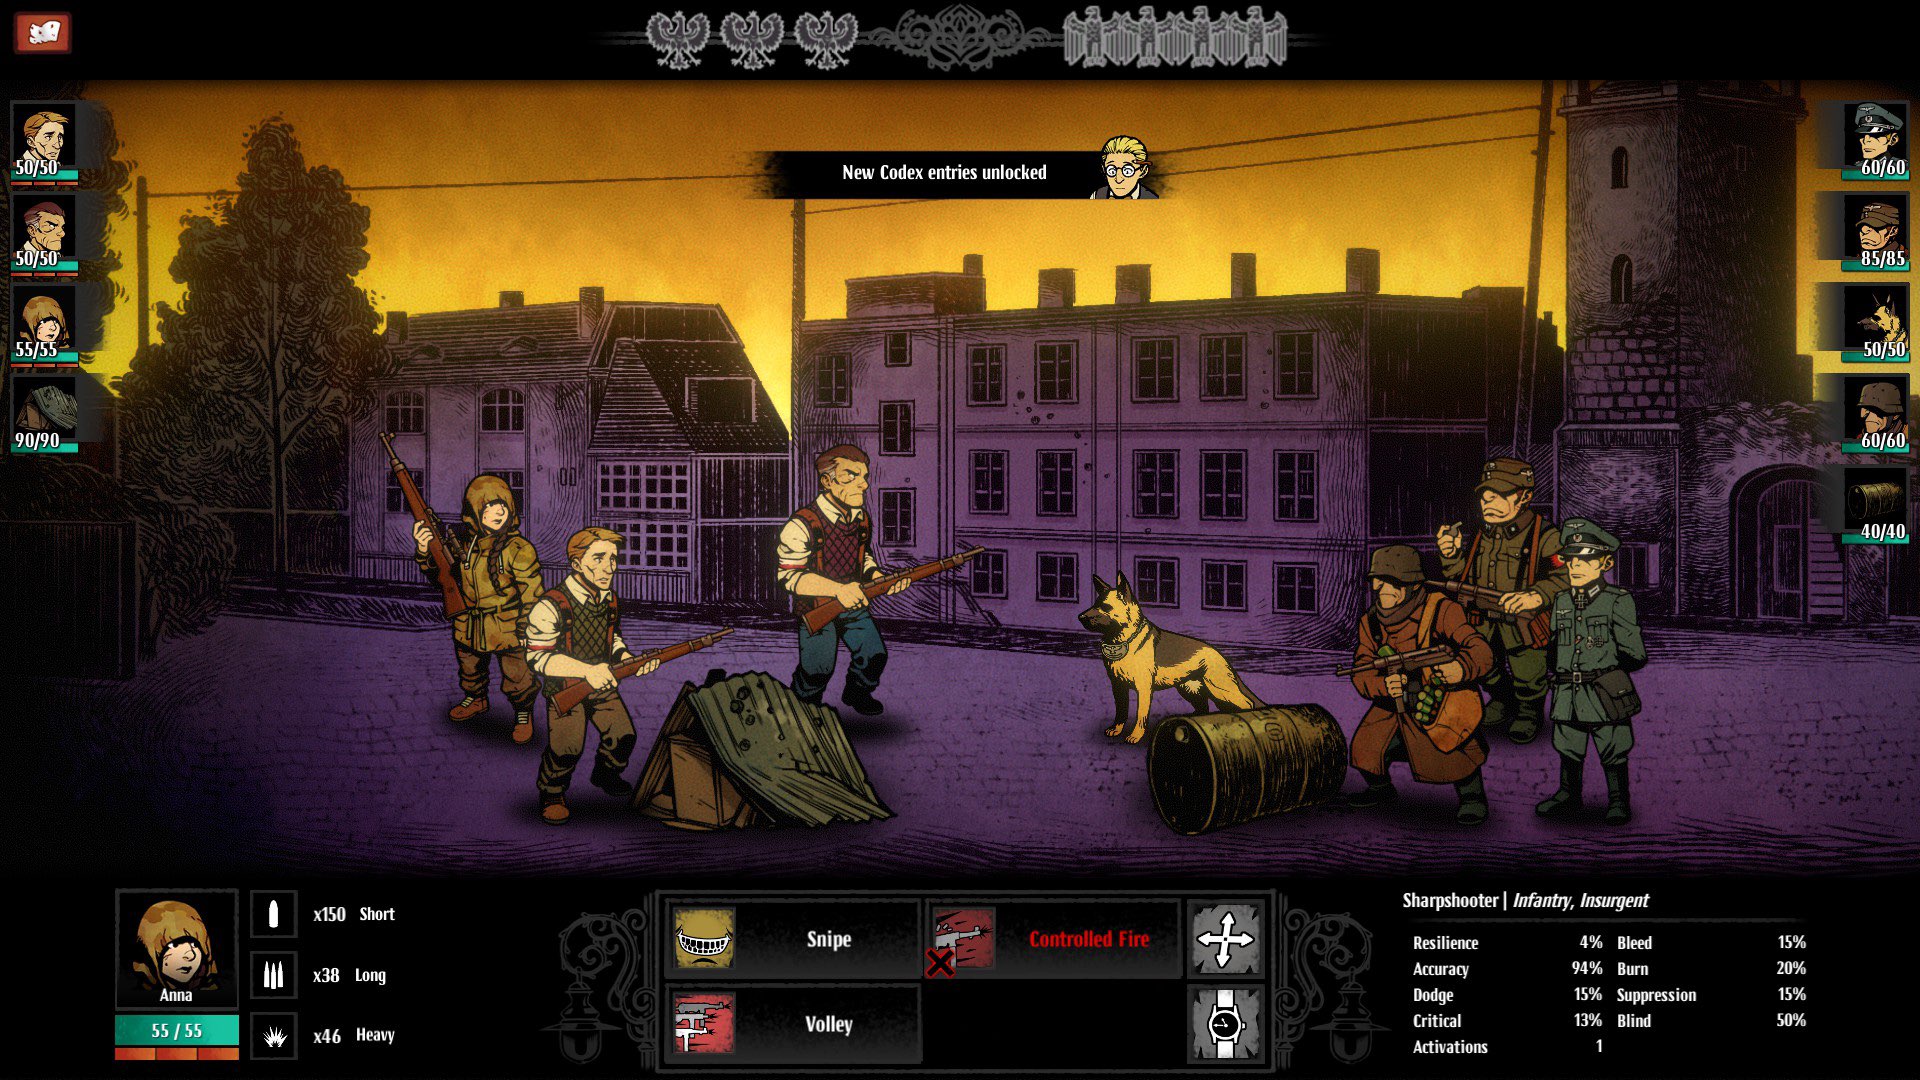 New Codex entries unlocked
50/50
50/50
55/55
90/90
60/60
85/85
50/50
60/60
40/40
Anna
55 / 55
x150 Short
x38 Long
x46 Heavy
Snipe
Controlled Fire
Volley
Sharpshooter | Infantry, Insurgent
Resilience 4% Bleed 15%
Accuracy 94% Burn 20%
Dodge 15% Suppression 15%
Critical 13% Blind 50%
Activations 1